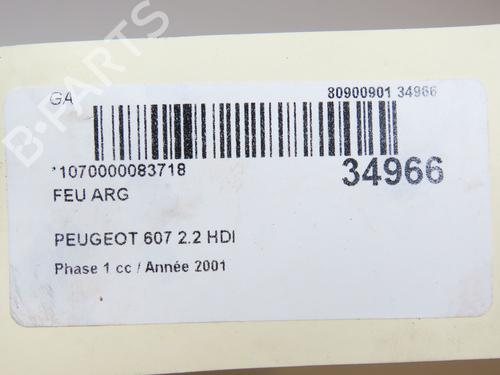 B-PARTS
GA
80900901 34966
*1070000083718
34966
FEU ARG
PEUGEOT 607 2.2 HDI
Phase 1 cc / Année 2001